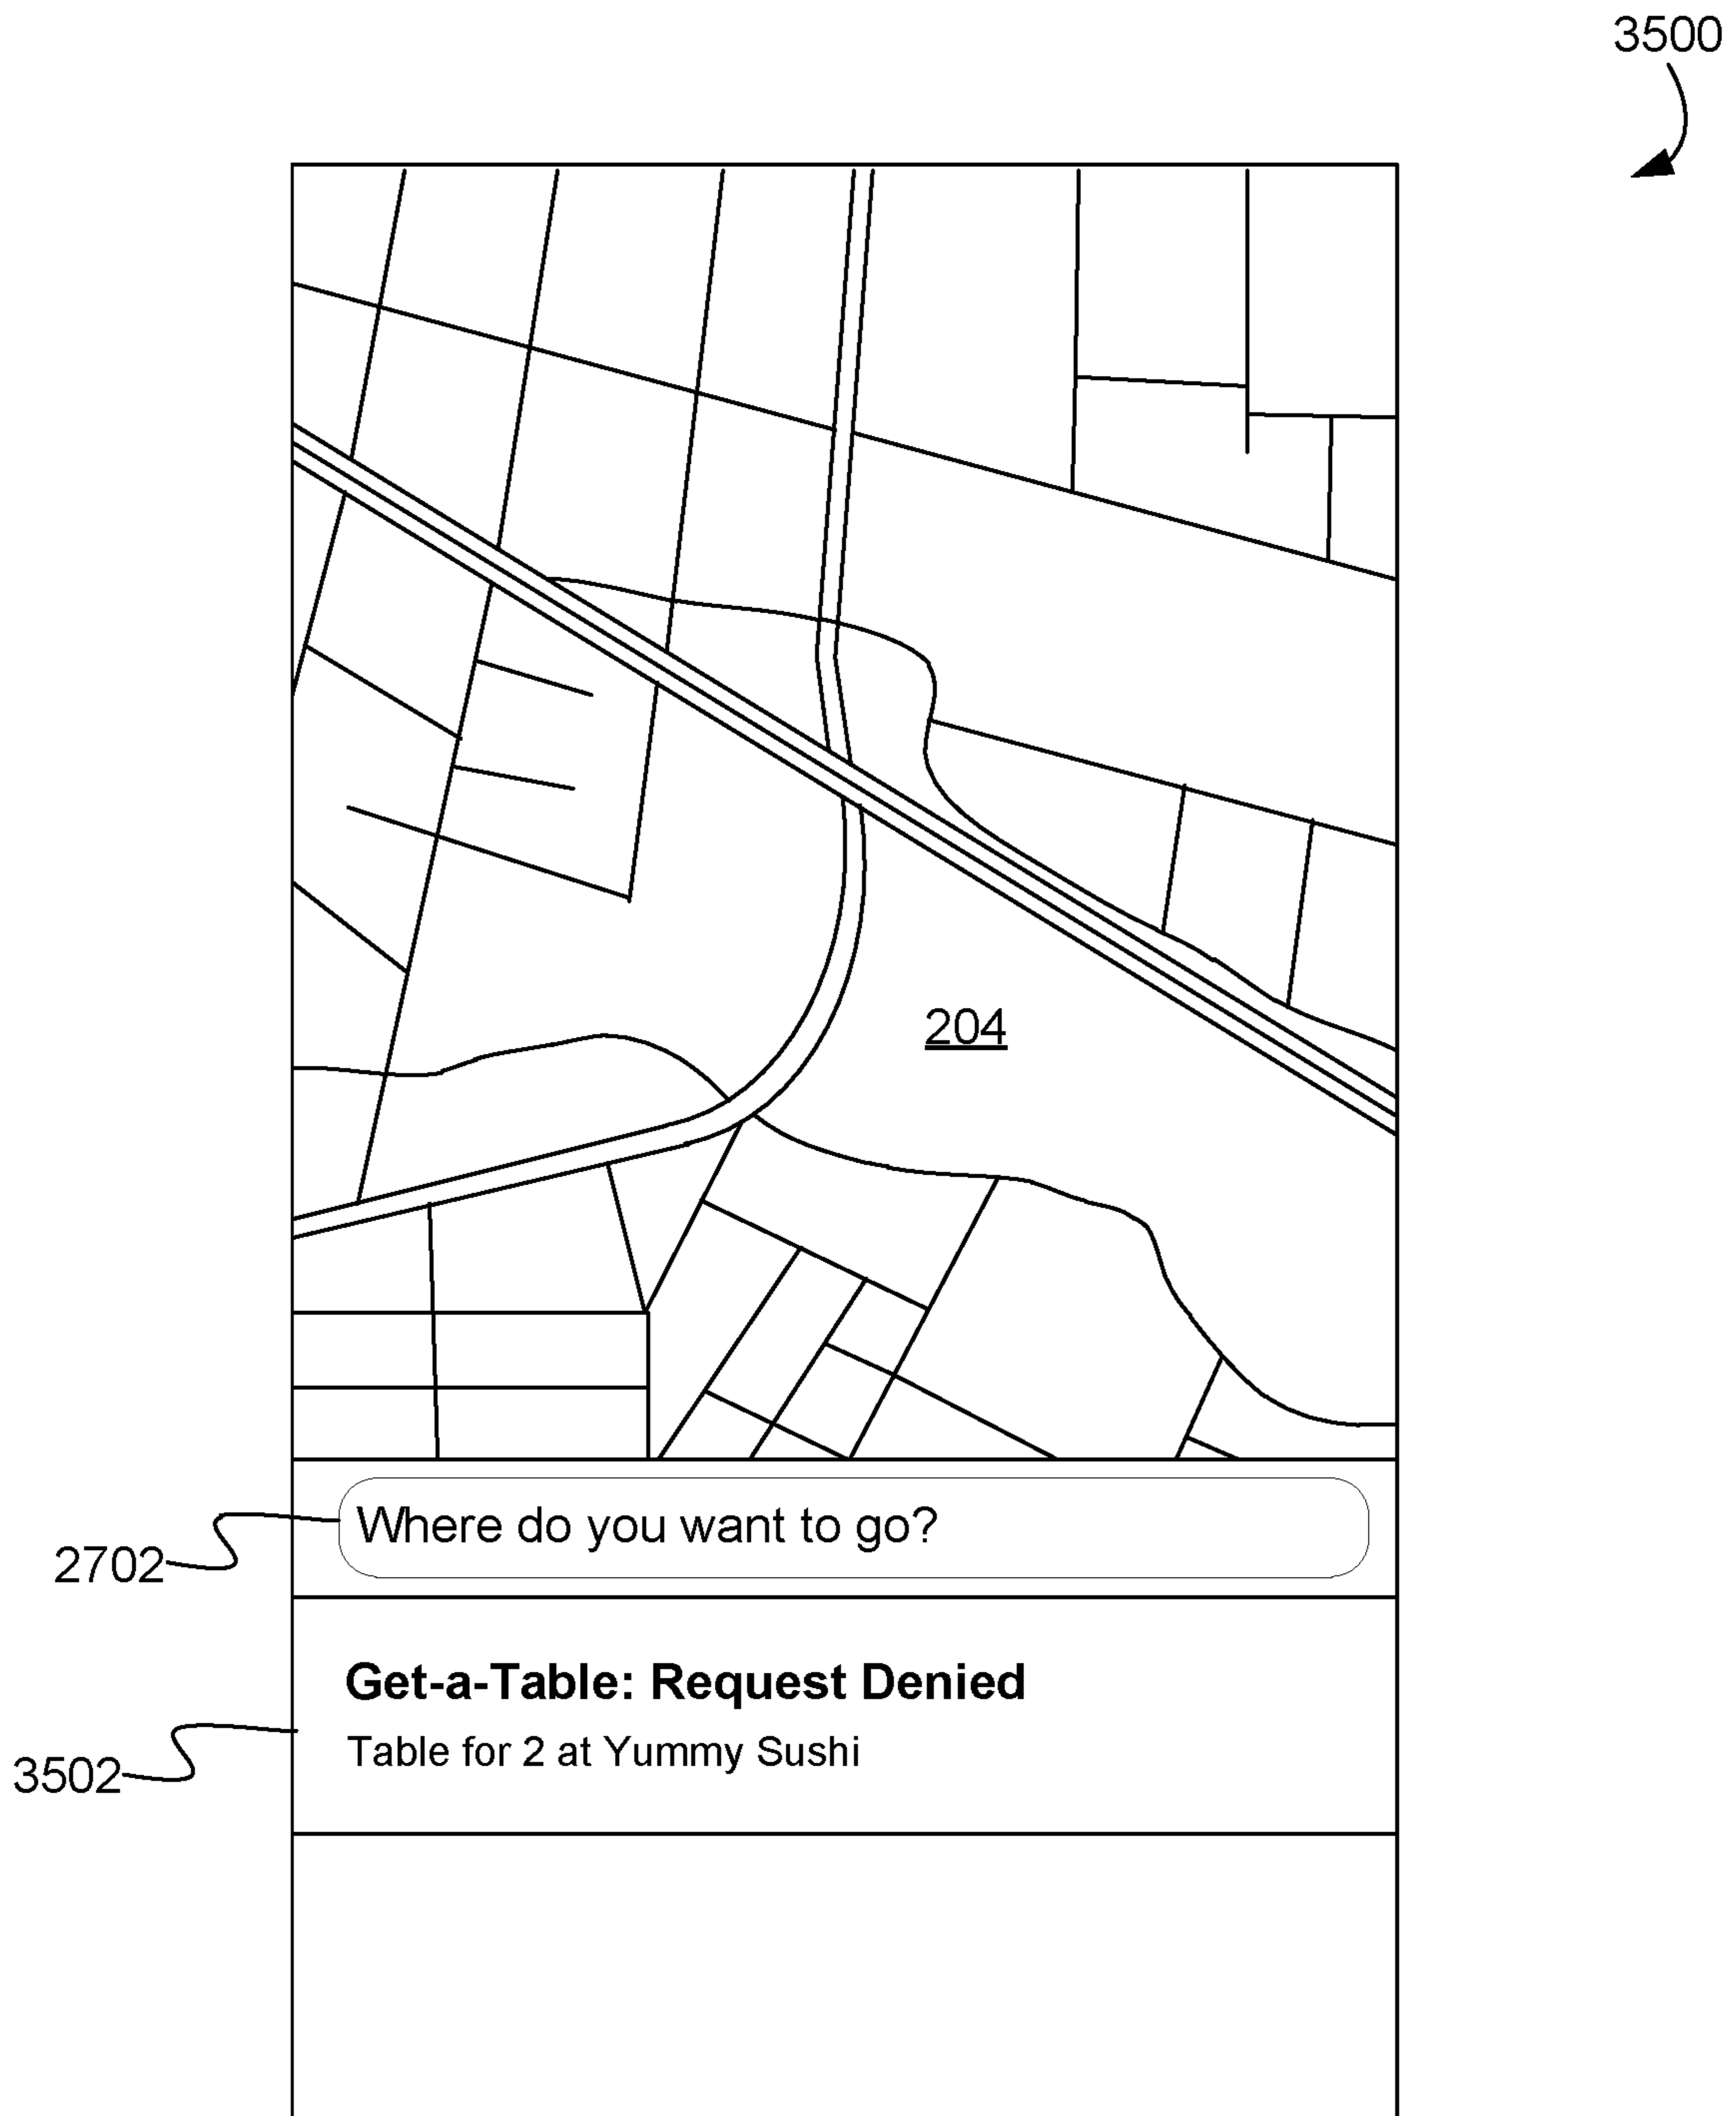 3500
204
Where do you want to go?
2702
Get-a-Table: Request Denied
Table for 2 at Yummy Sushi
3502